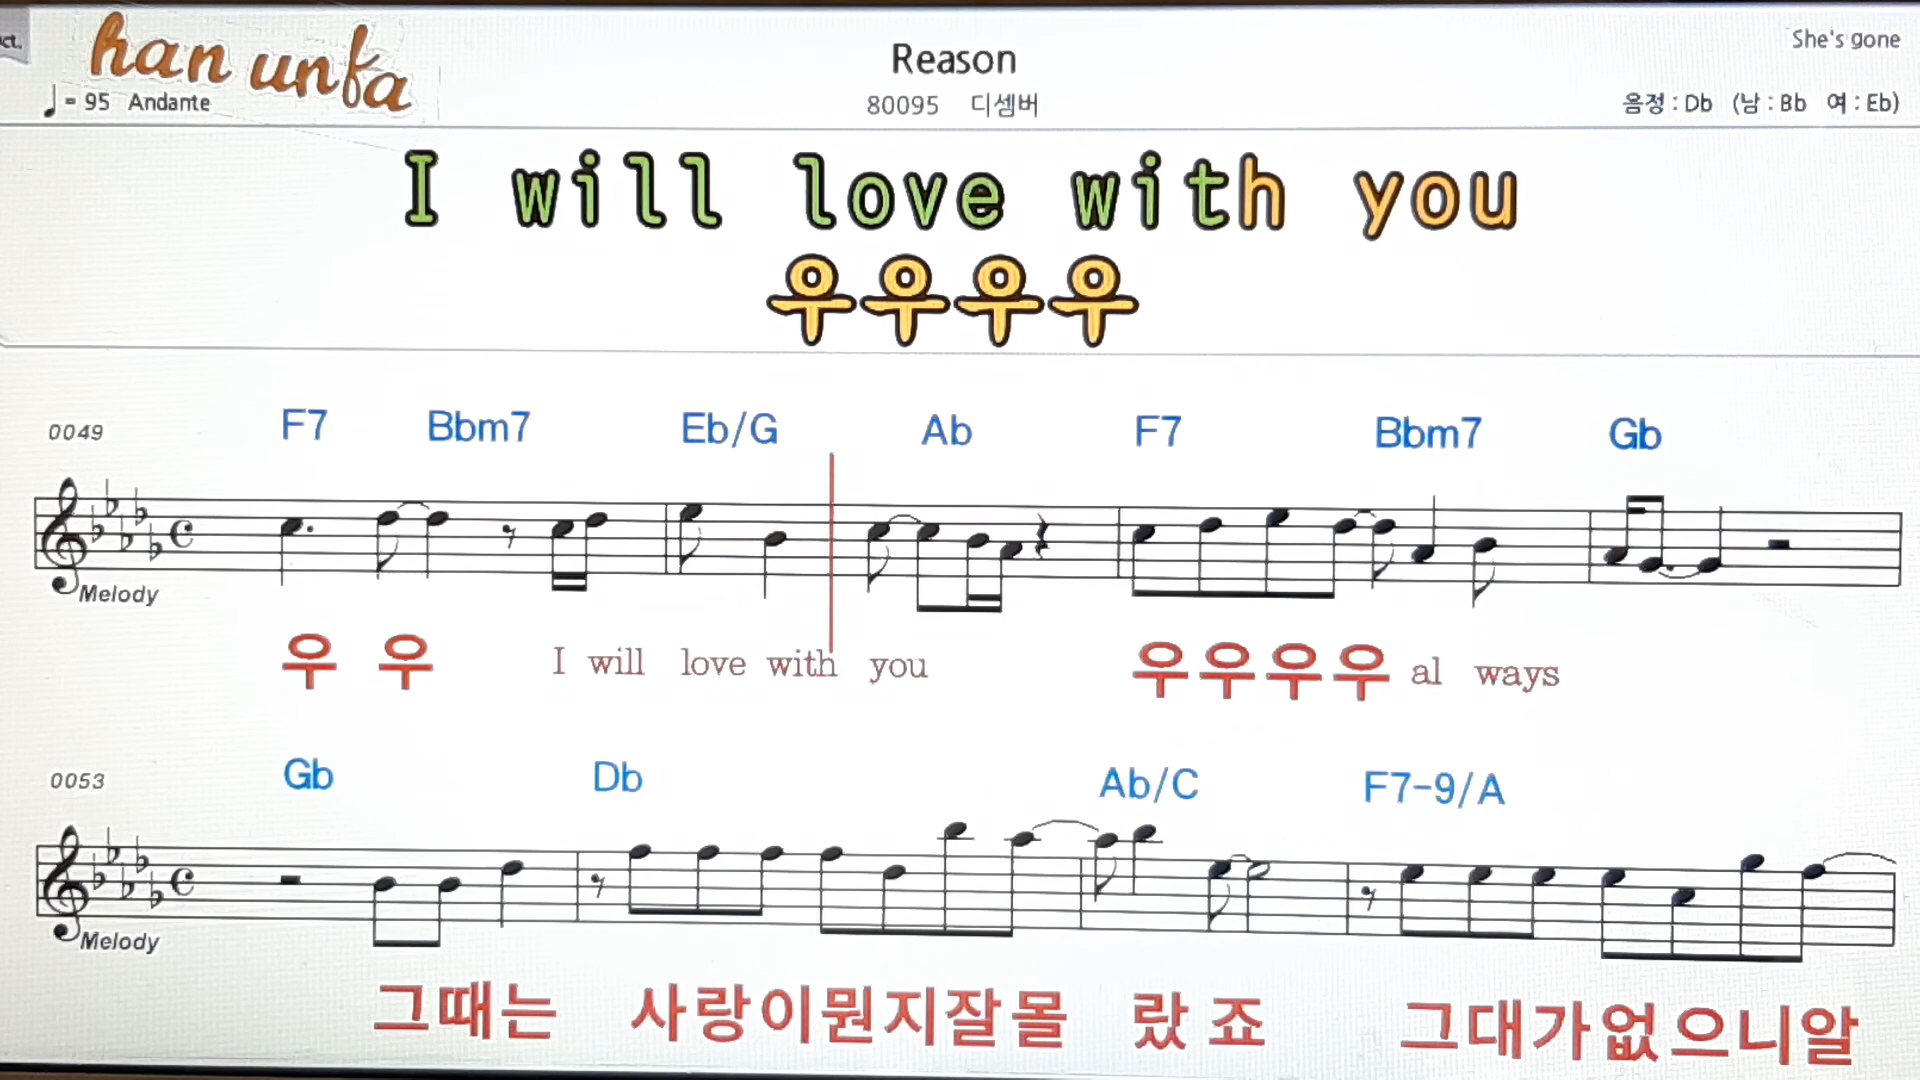 ct.
han unfa
Reason
She's gone
♩= 95 Andante
80095 디셈버
음정 : Db (남 : Bb 여 : Eb)
I will love with you
우우우우
0049 F7 Bbm7 Eb/G Ab F7 Bbm7 Gb
Melody
우 우 I will love with you 우우우우 al ways
0053 Gb Db Ab/C F7-9/A
Melody
그때는 사랑이뭔지잘몰 랐 죠 그대가없으니알